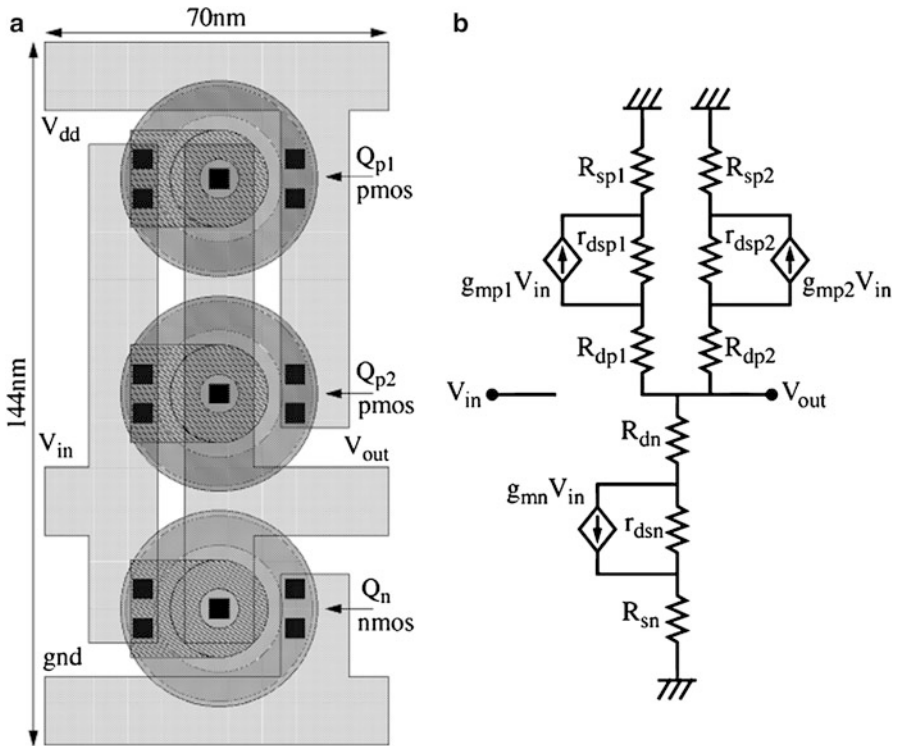 a
70nm
144nm
V_dd
Q_p1
pmos
Q_p2
pmos
V_in
V_out
Q_n
nmos
gnd
b
R_sp1
R_sp2
r_dsp1
r_dsp2
g_mp1V_in
g_mp2V_in
R_dp1
R_dp2
V_in
V_out
R_dn
g_mnV_in
r_dsn
R_sn